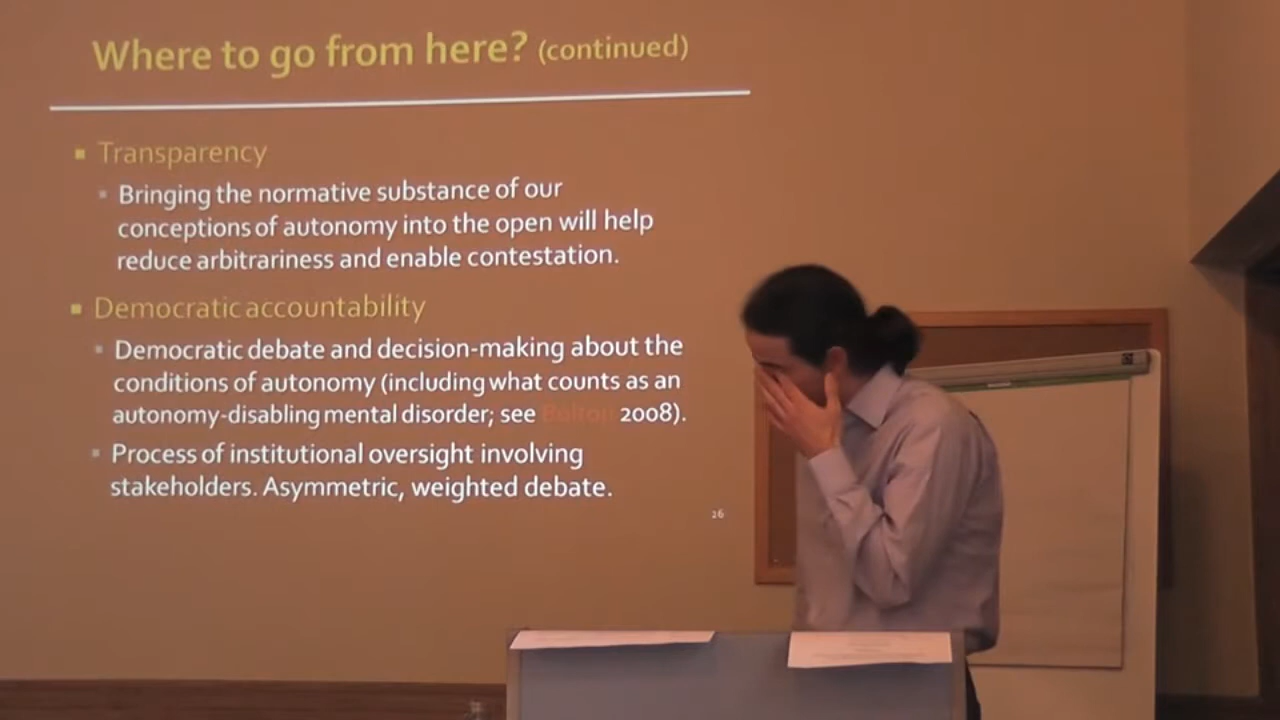 Where to go from here? (continued)
Transparency
Bringing the normative substance of our
conceptions of autonomy into the open will help
reduce arbitrariness and enable contestation.
Democratic accountability
Democratic debate and decision-making about the
conditions of autonomy (including what counts as an
autonomy-disabling mental disorder; see Bolton 2008).
Process of institutional oversight involving
stakeholders. Asymmetric, weighted debate.
26